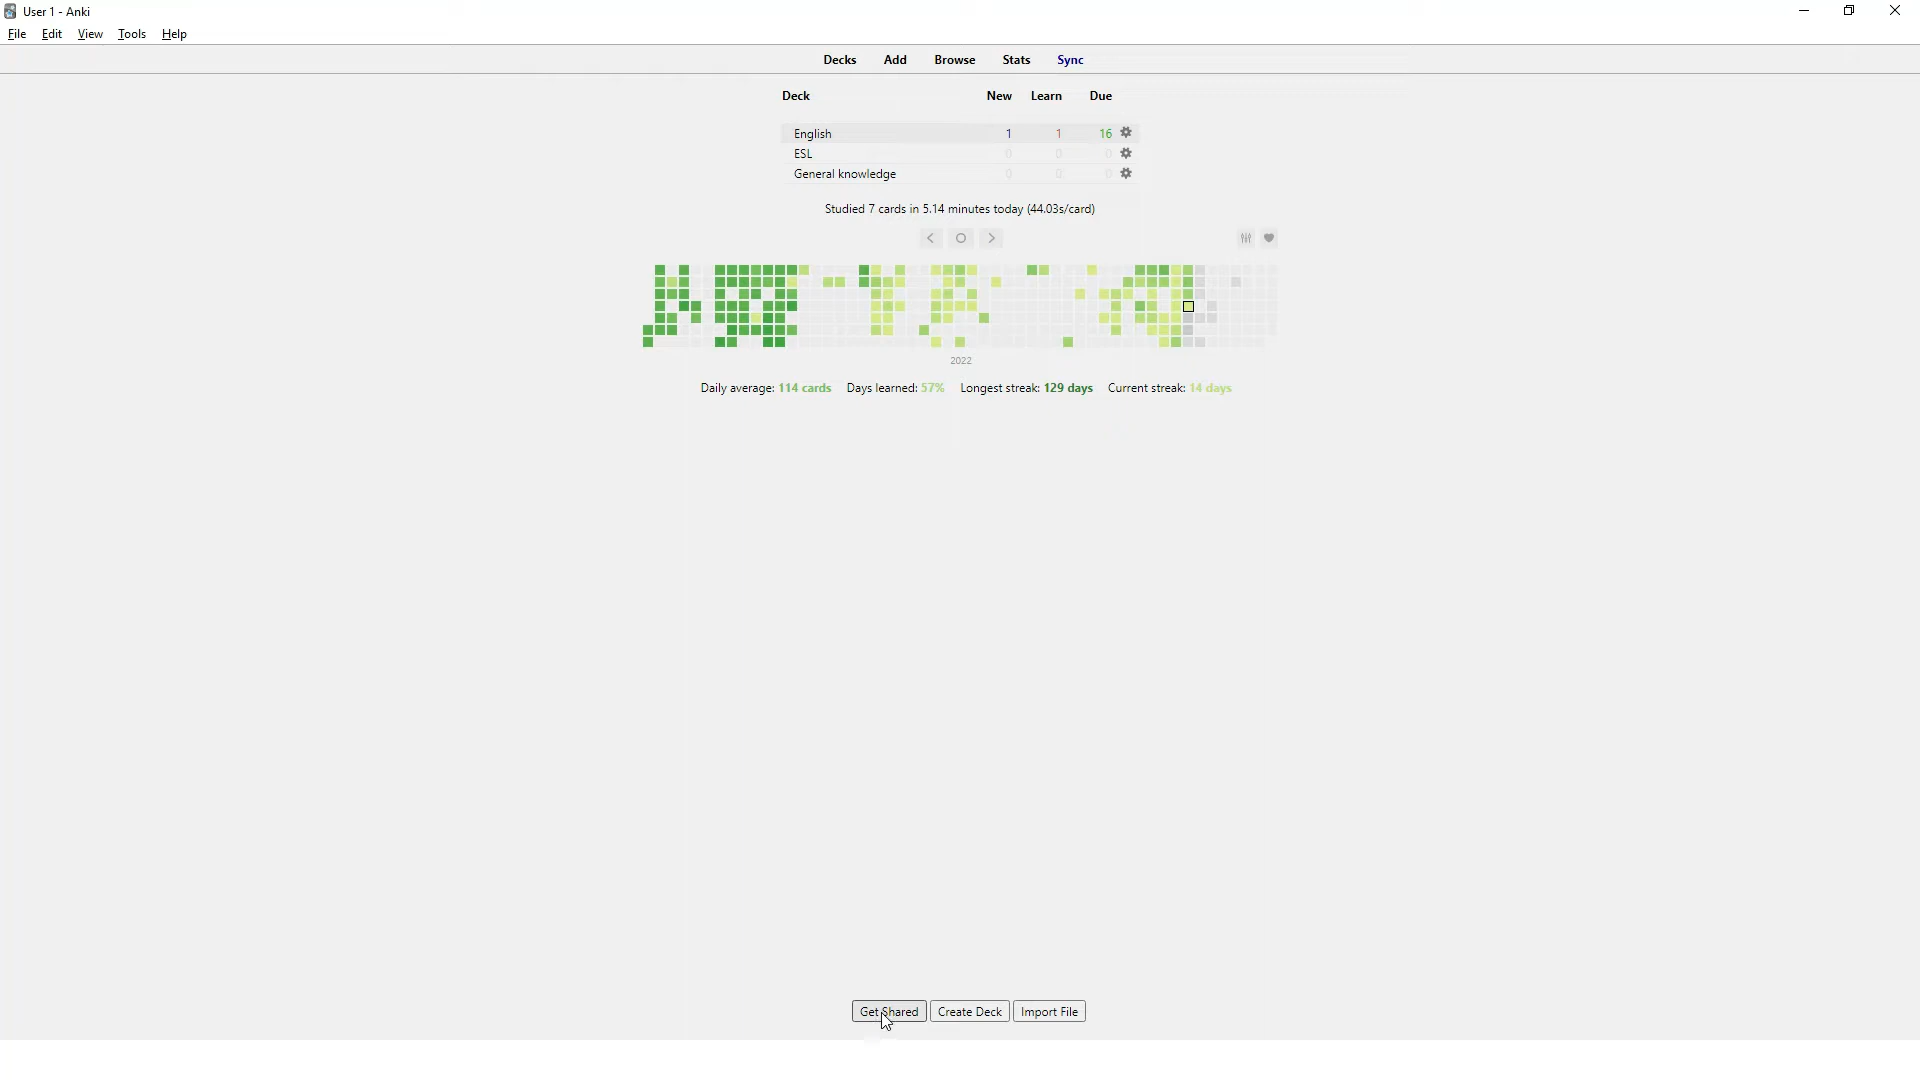 User 1 - Anki
File Edit View Tools Help
Decks Add Browse Stats Sync
Deck New Learn Due
English 1 1 16
ESL 0 0 0
General knowledge 0 0 0
Studied 7 cards in 5.14 minutes today (44.03s/card)
2022
Daily average: 114 cards Days learned: 57% Longest streak: 129 days Current streak: 14 days
Get Shared Create Deck Import File